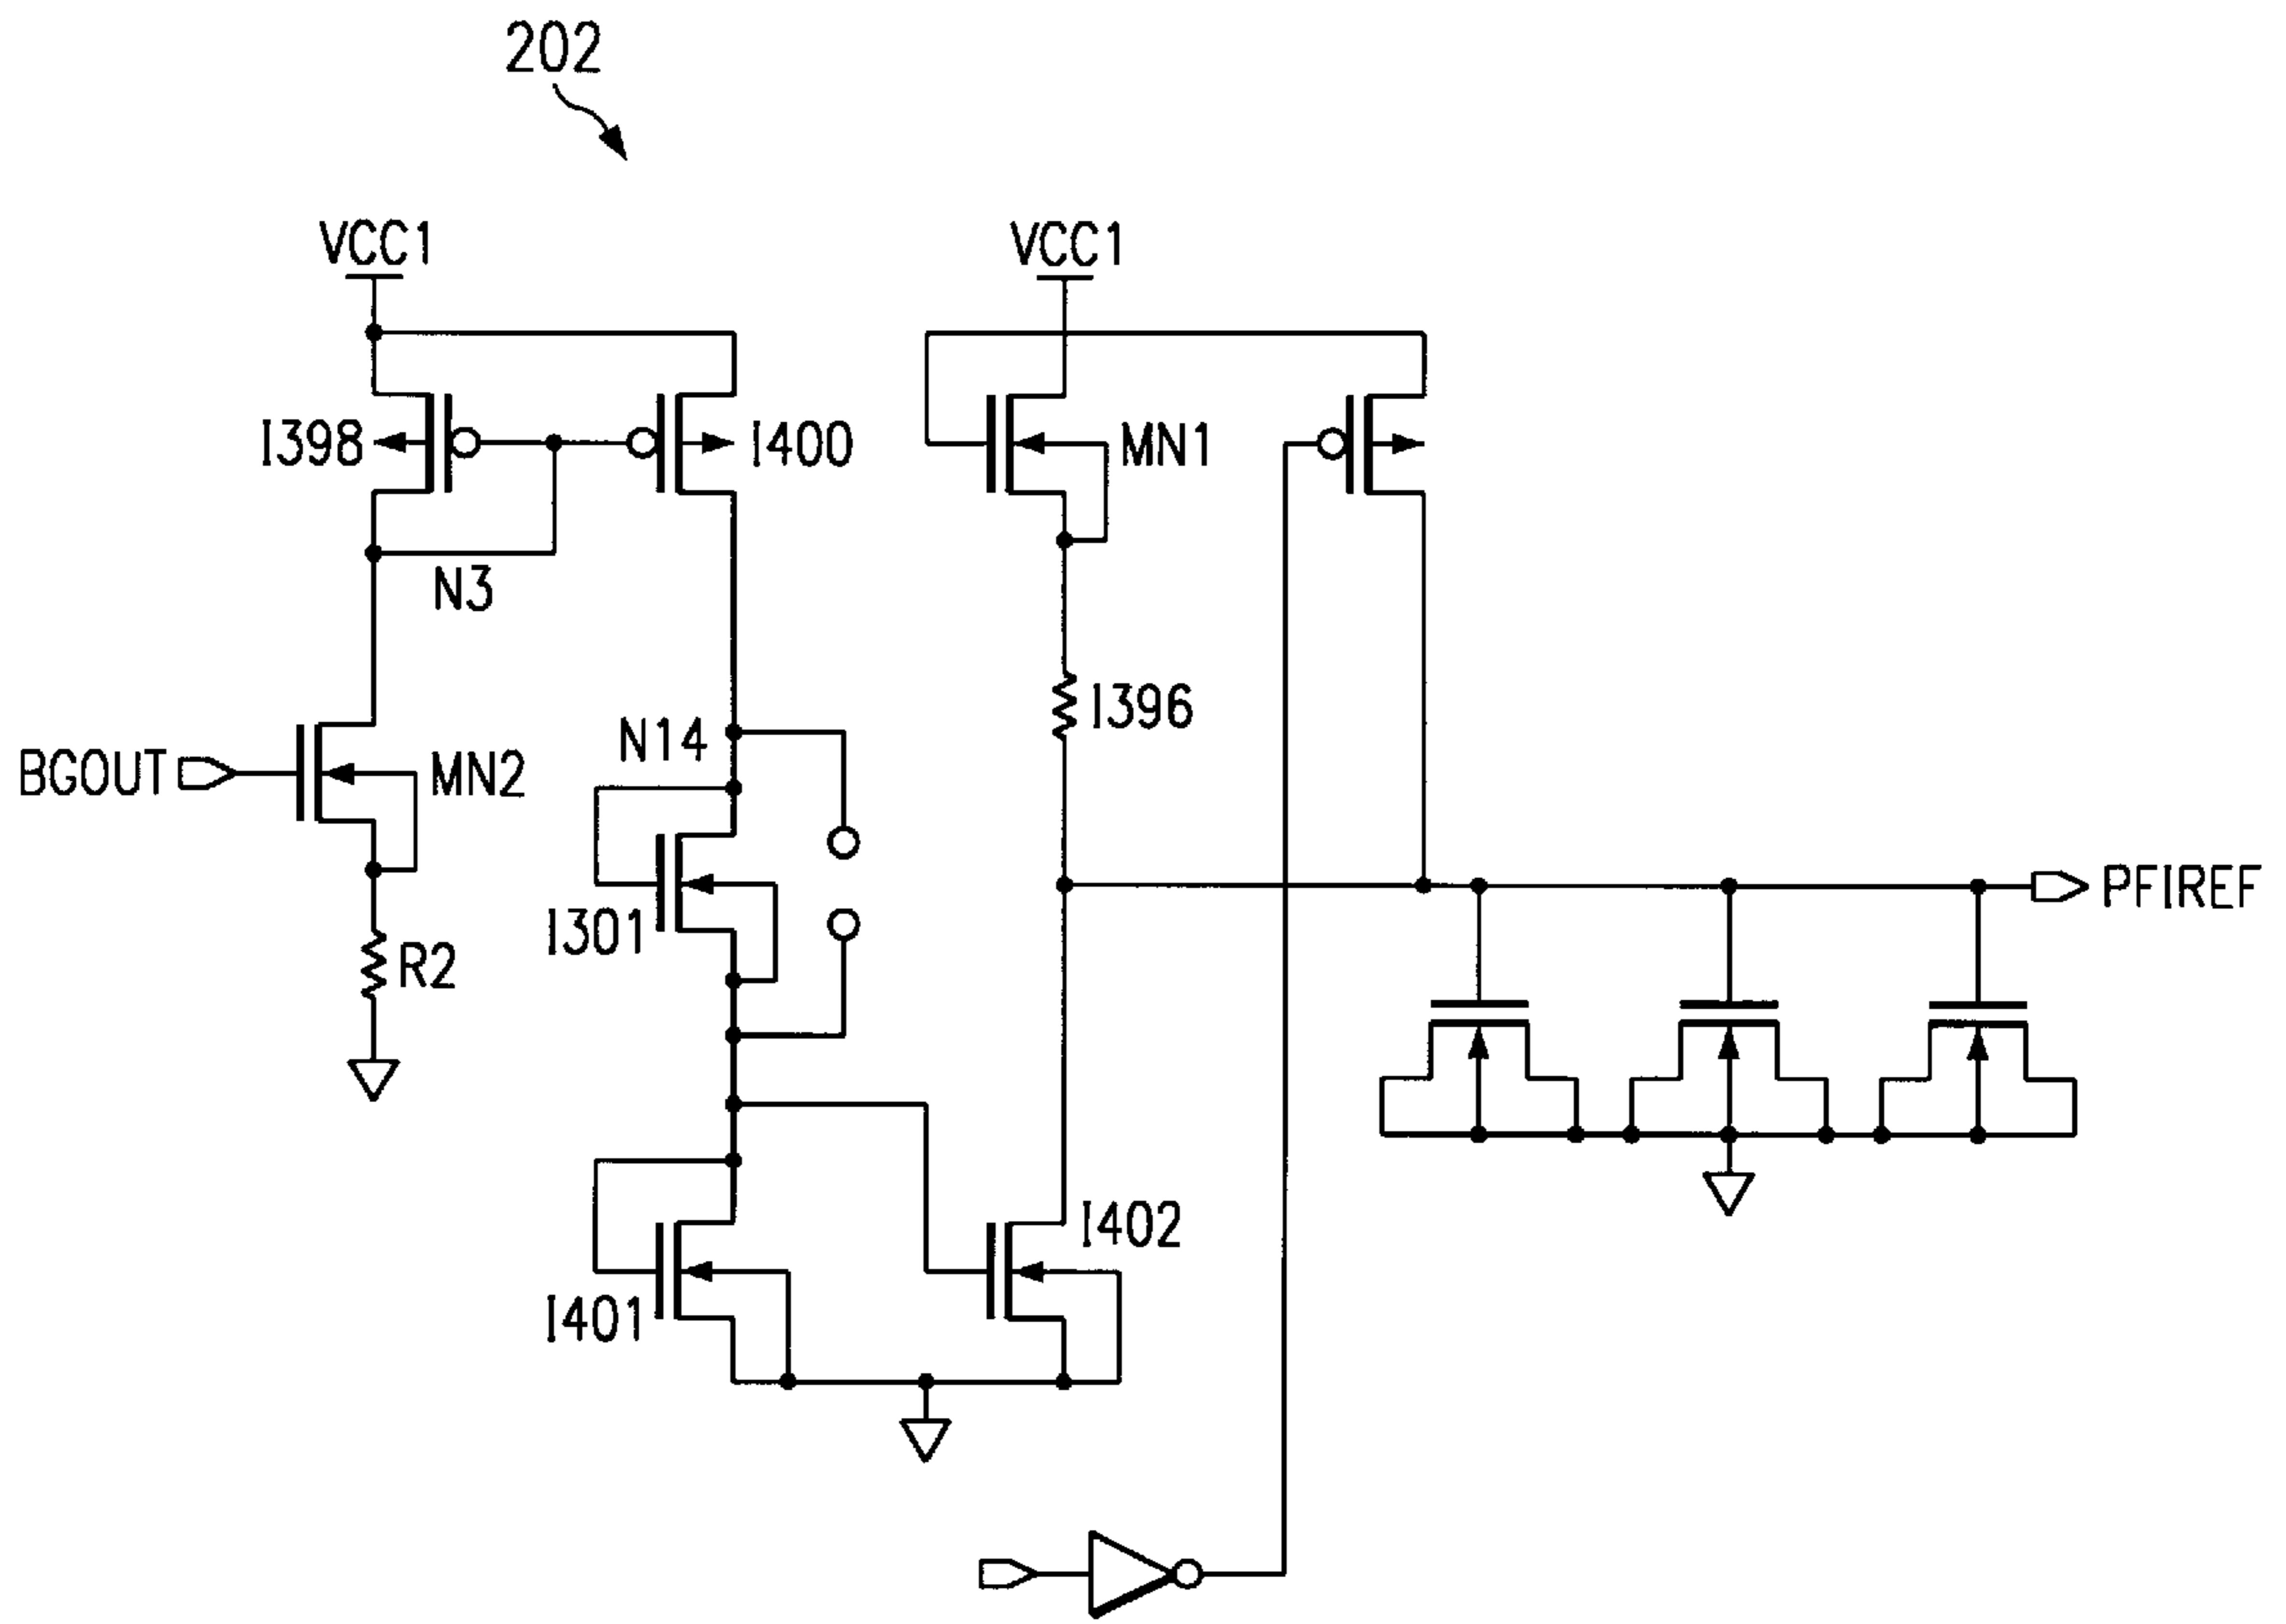 202
VCC1
VCC1
I398
I400
MN1
N3
I396
N14
BGOUT
MN2
PFIREF
I301
R2
I402
I401